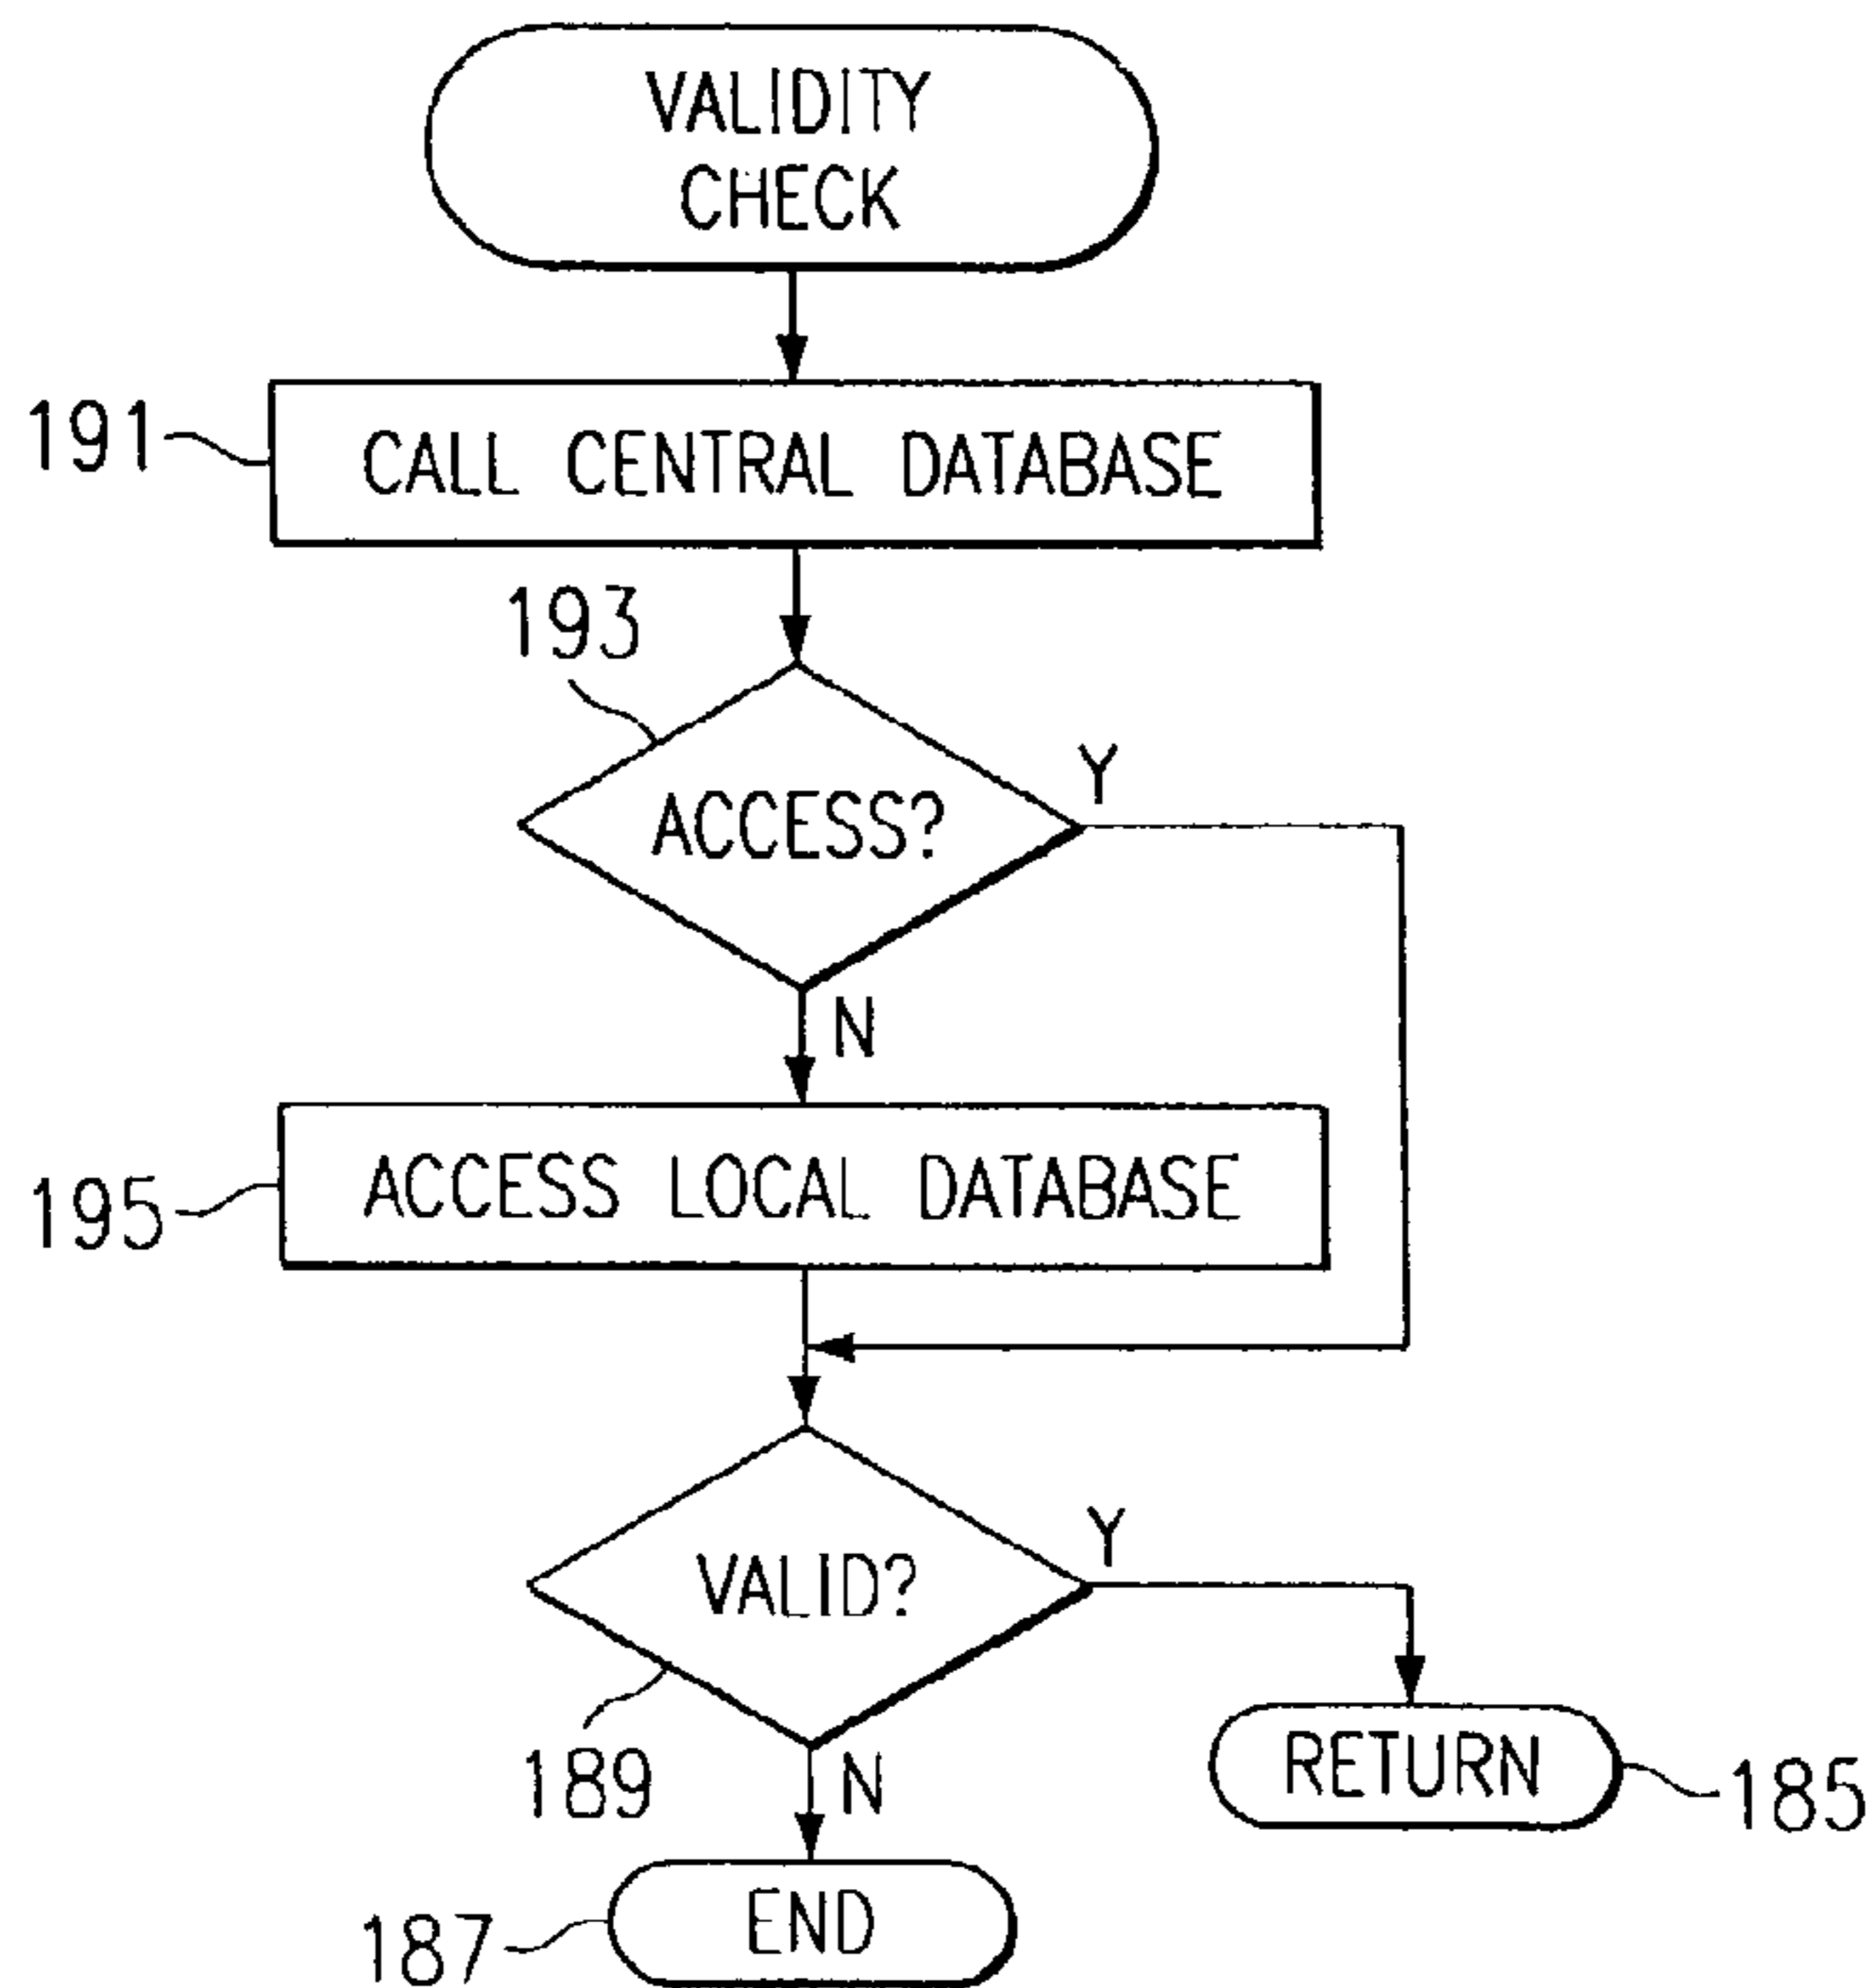 VALIDITY
CHECK
191
CALL CENTRAL DATABASE
193
ACCESS?
Y
N
195
ACCESS LOCAL DATABASE
VALID?
Y
189
N
RETURN
185
187
END